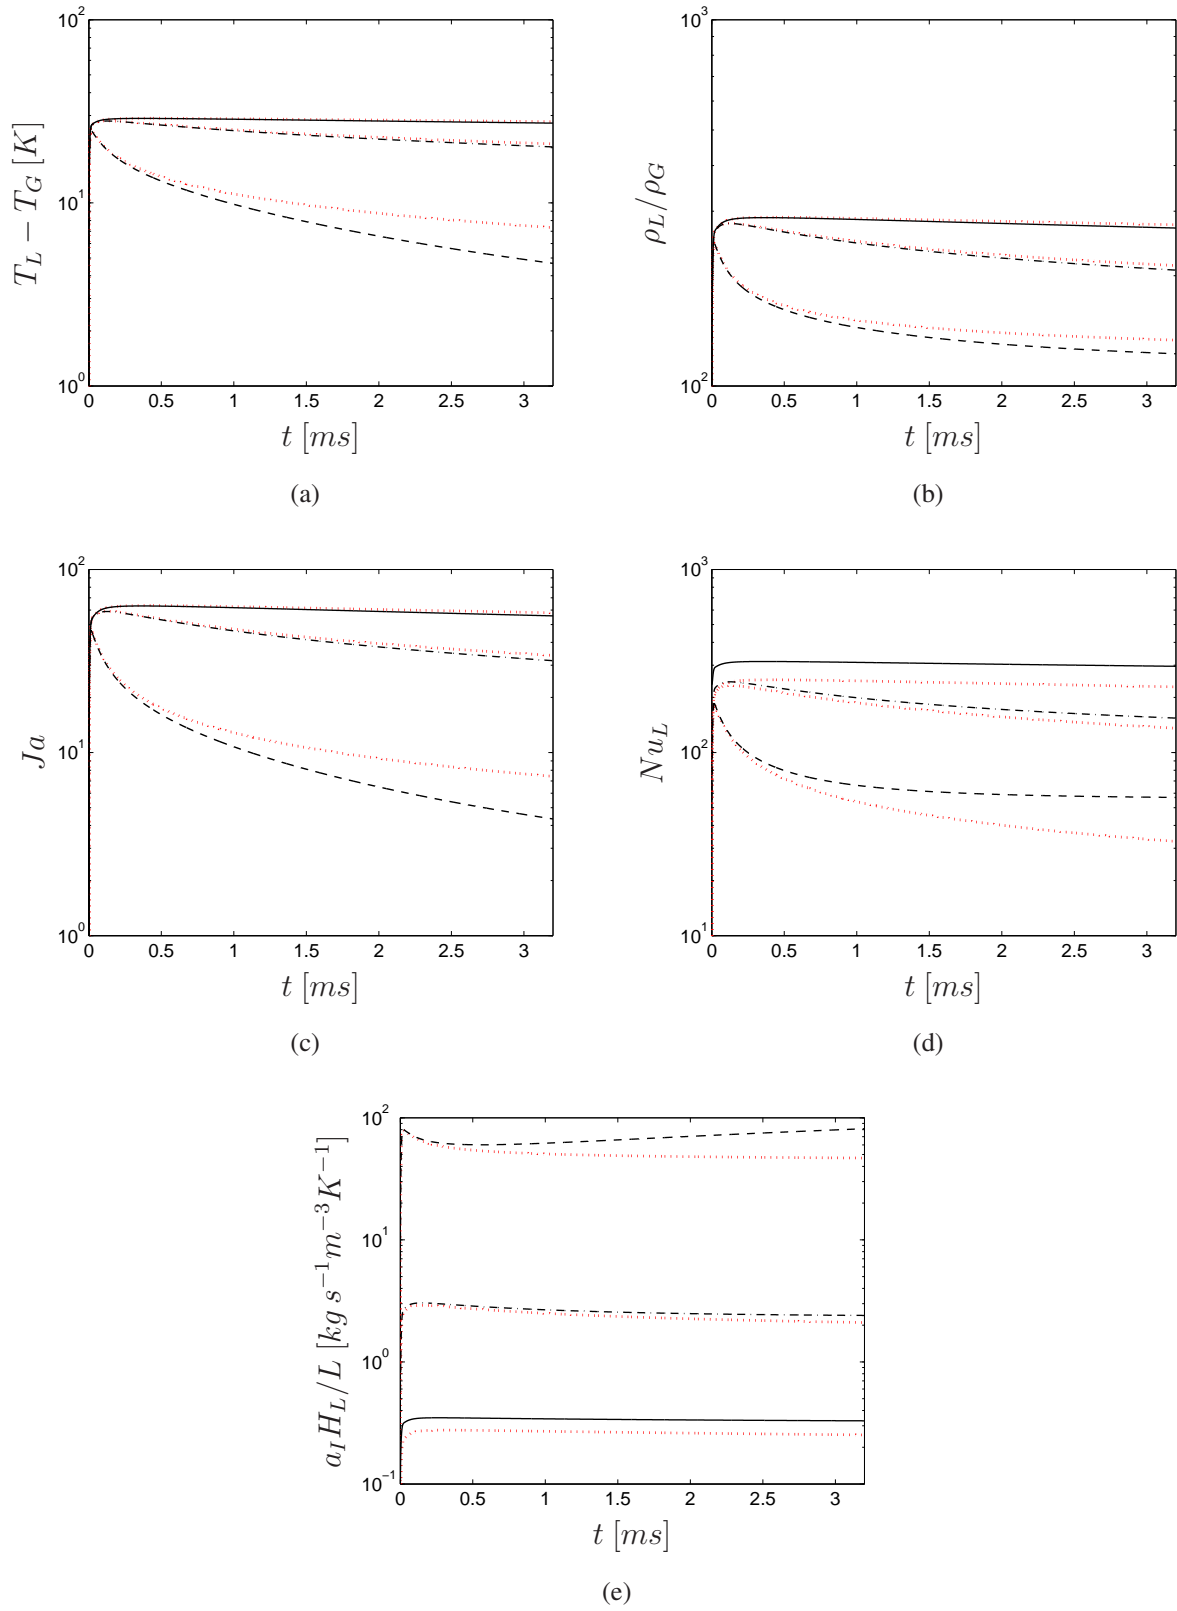 10^2
10^1
10^0
T_L − T_G [K]
0 0.5 1 1.5 2 2.5 3
t [ms]
(a)
10^3
10^2
ρ_L/ρ_G
0 0.5 1 1.5 2 2.5 3
t [ms]
(b)
10^2
10^1
10^0
Ja
0 0.5 1 1.5 2 2.5 3
t [ms]
(c)
10^3
10^2
10^1
Nu_L
0 0.5 1 1.5 2 2.5 3
t [ms]
(d)
10^2
10^1
10^0
10^−1
a_I H_L/L [kg s^−1 m^−3 K^−1]
0 0.5 1 1.5 2 2.5 3
t [ms]
(e)